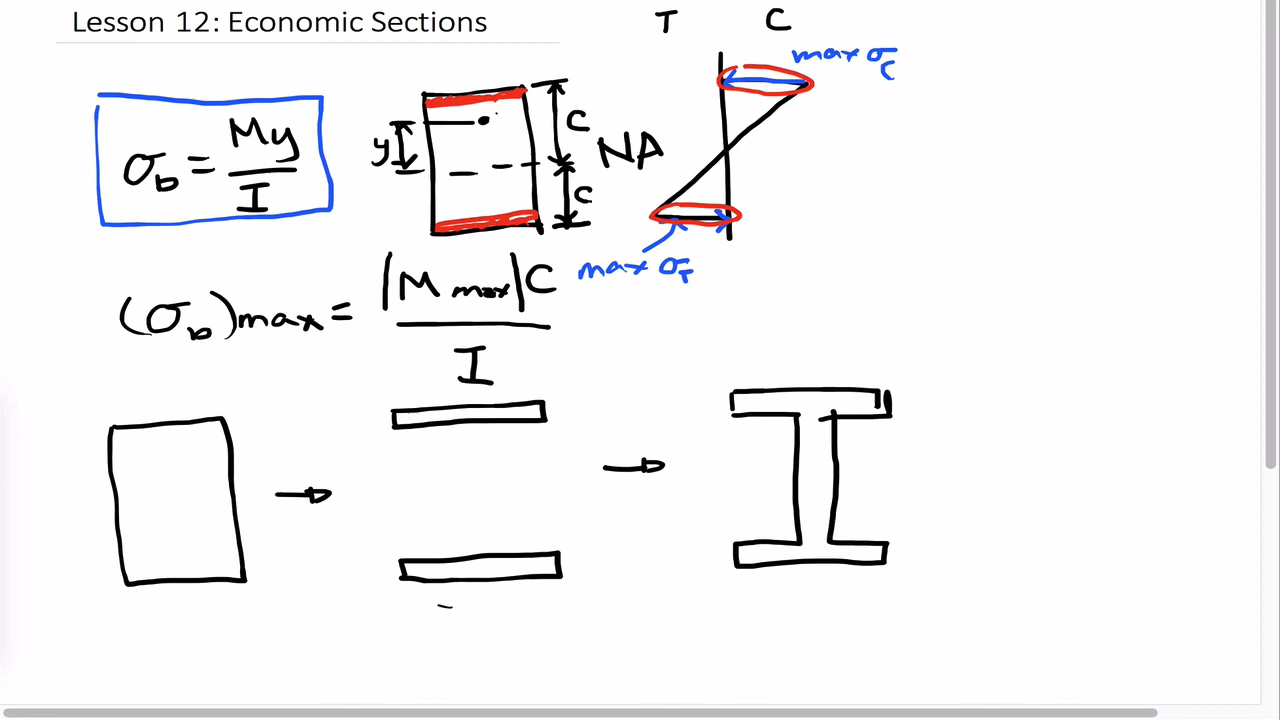 Lesson 12: Economic Sections
T C
max σc
σb = My / I
y
C
NA
C
max σT
(σb)max = |Mmax|C / I